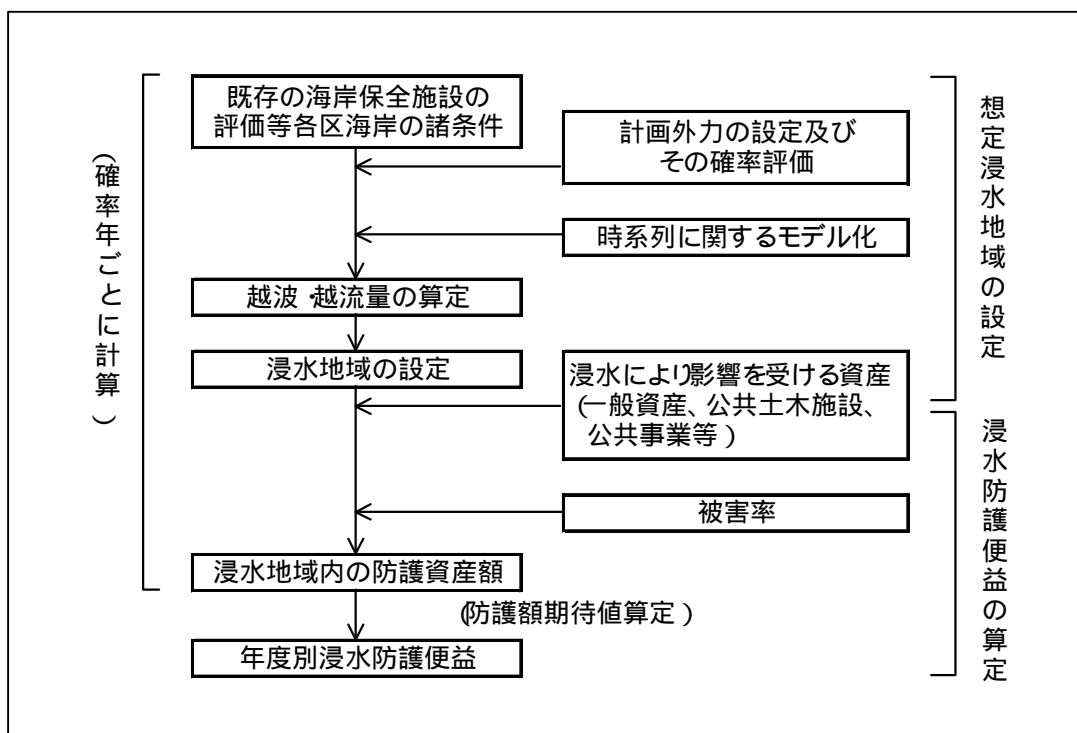 既存の海岸保全施設の
評価等各区海岸の諸条件
計画外力の設定及び
その確率評価
時系列に関するモデル化
越波・越流量の算定
浸水地域の設定
浸水により影響を受ける資産
(一般資産、公共土木施設、
公共事業等)
被害率
浸水地域内の防護資産額
(防護額期待値算定)
年度別浸水防護便益
(確率年ごとに計算)
想定浸水地域の設定
浸水防護便益の算定